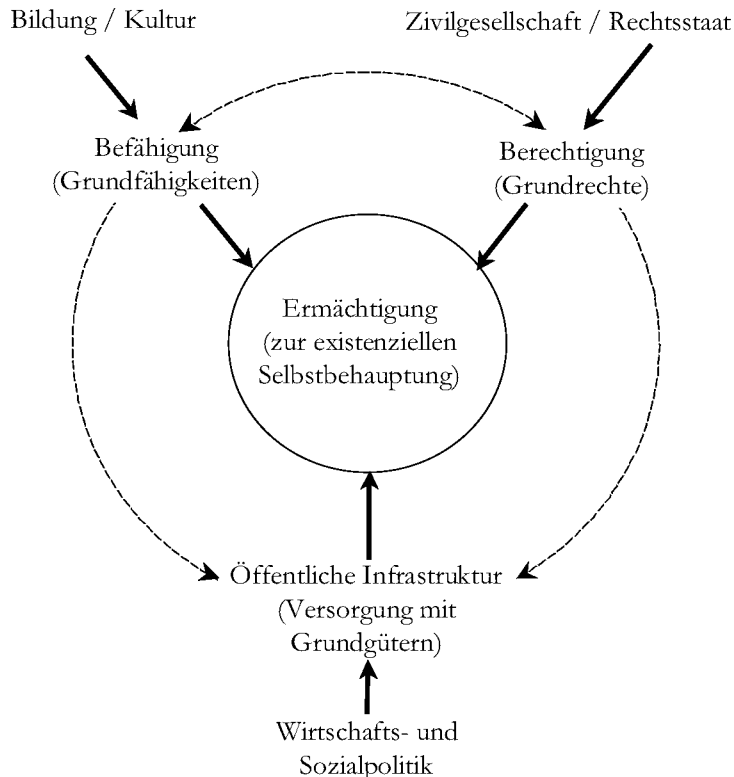 Bildung / Kultur
Zivilgesellschaft / Rechtsstaat
Befähigung
(Grundfähigkeiten)
Berechtigung
(Grundrechte)
Ermächtigung
(zur existenziellen
Selbstbehauptung)
Öffentliche Infrastruktur
(Versorgung mit
Grundgütern)
Wirtschafts- und
Sozialpolitik